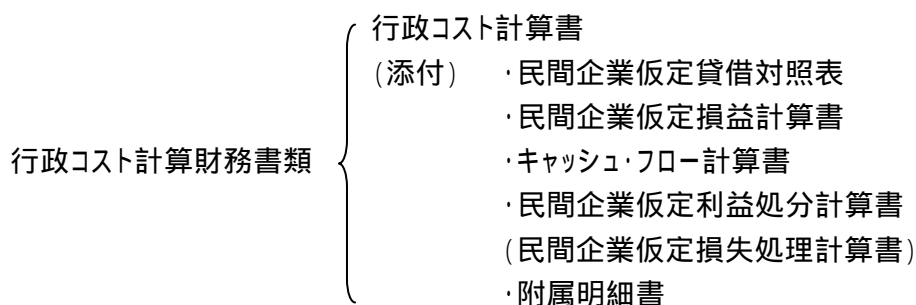 行政コスト計算書
(添付) ・民間企業仮定貸借対照表
・民間企業仮定損益計算書
行政コスト計算財務書類 ・キャッシュ・フロー計算書
・民間企業仮定利益処分計算書
(民間企業仮定損失処理計算書)
・附属明細書